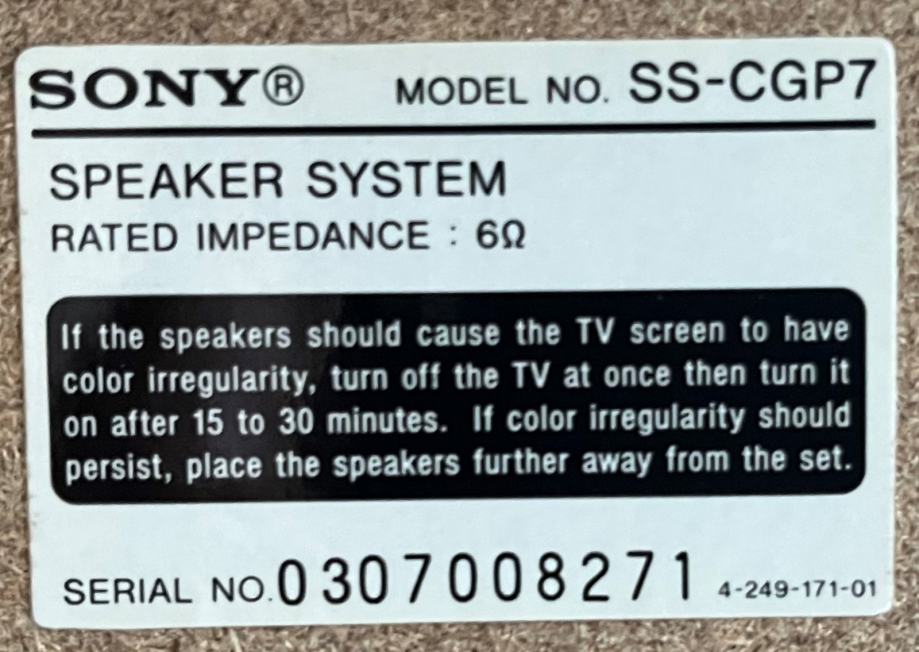 SONY® MODEL NO. SS-CGP7
SPEAKER SYSTEM
RATED IMPEDANCE : 6Ω
If the speakers should cause the TV screen to have
color irregularity, turn off the TV at once then turn it
on after 15 to 30 minutes. If color irregularity should
persist, place the speakers further away from the set.
SERIAL NO. 0307008271 4-249-171-01